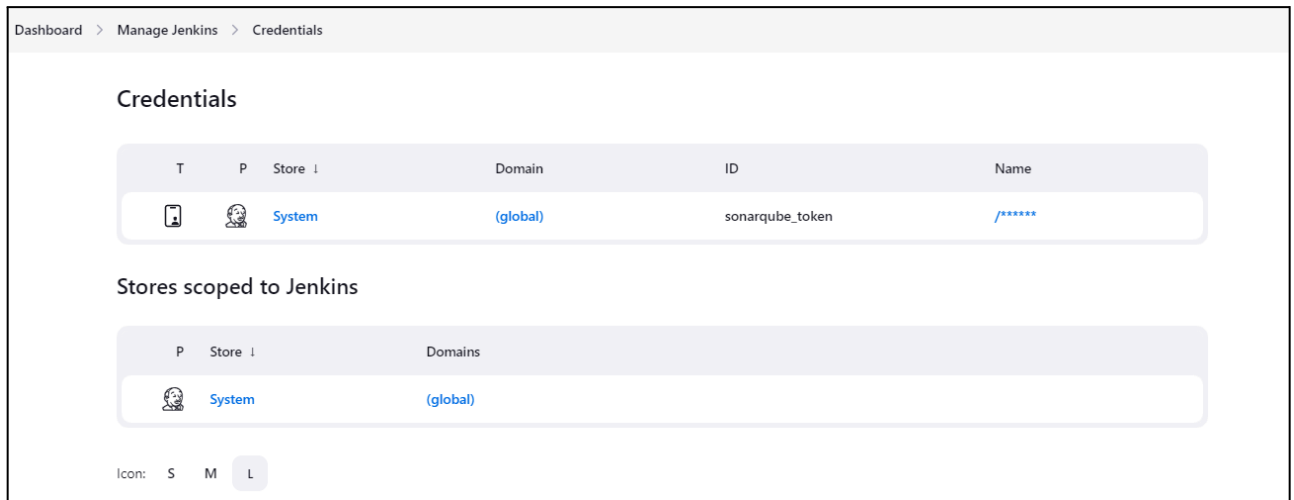 Dashboard > Manage Jenkins > Credentials
Credentials
T P Store ↓ Domain ID Name
System (global) sonarqube_token /******
Stores scoped to Jenkins
P Store ↓ Domains
System (global)
Icon: S M L